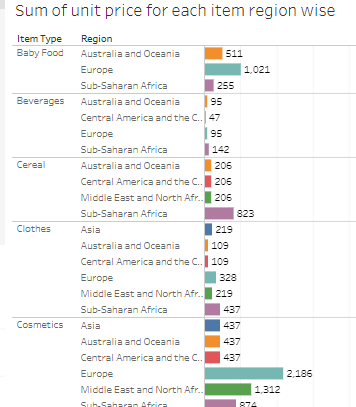 Sum of unit price for each item region wise
Item Type Region
Baby Food Australia and Oceania 511
Europe 1,021
Sub-Saharan Africa 255
Beverages Australia and Oceania 95
Central America and the C.. 47
Europe 95
Sub-Saharan Africa 142
Cereal Australia and Oceania 206
Central America and the C.. 206
Middle East and North Afr.. 206
Sub-Saharan Africa 823
Clothes Asia 219
Australia and Oceania 109
Central America and the C.. 109
Europe 328
Middle East and North Afr.. 219
Sub-Saharan Africa 437
Cosmetics Asia 437
Australia and Oceania 437
Central America and the C.. 437
Europe 2,186
Middle East and North Afr.. 1,312
Sub-Saharan Africa 874